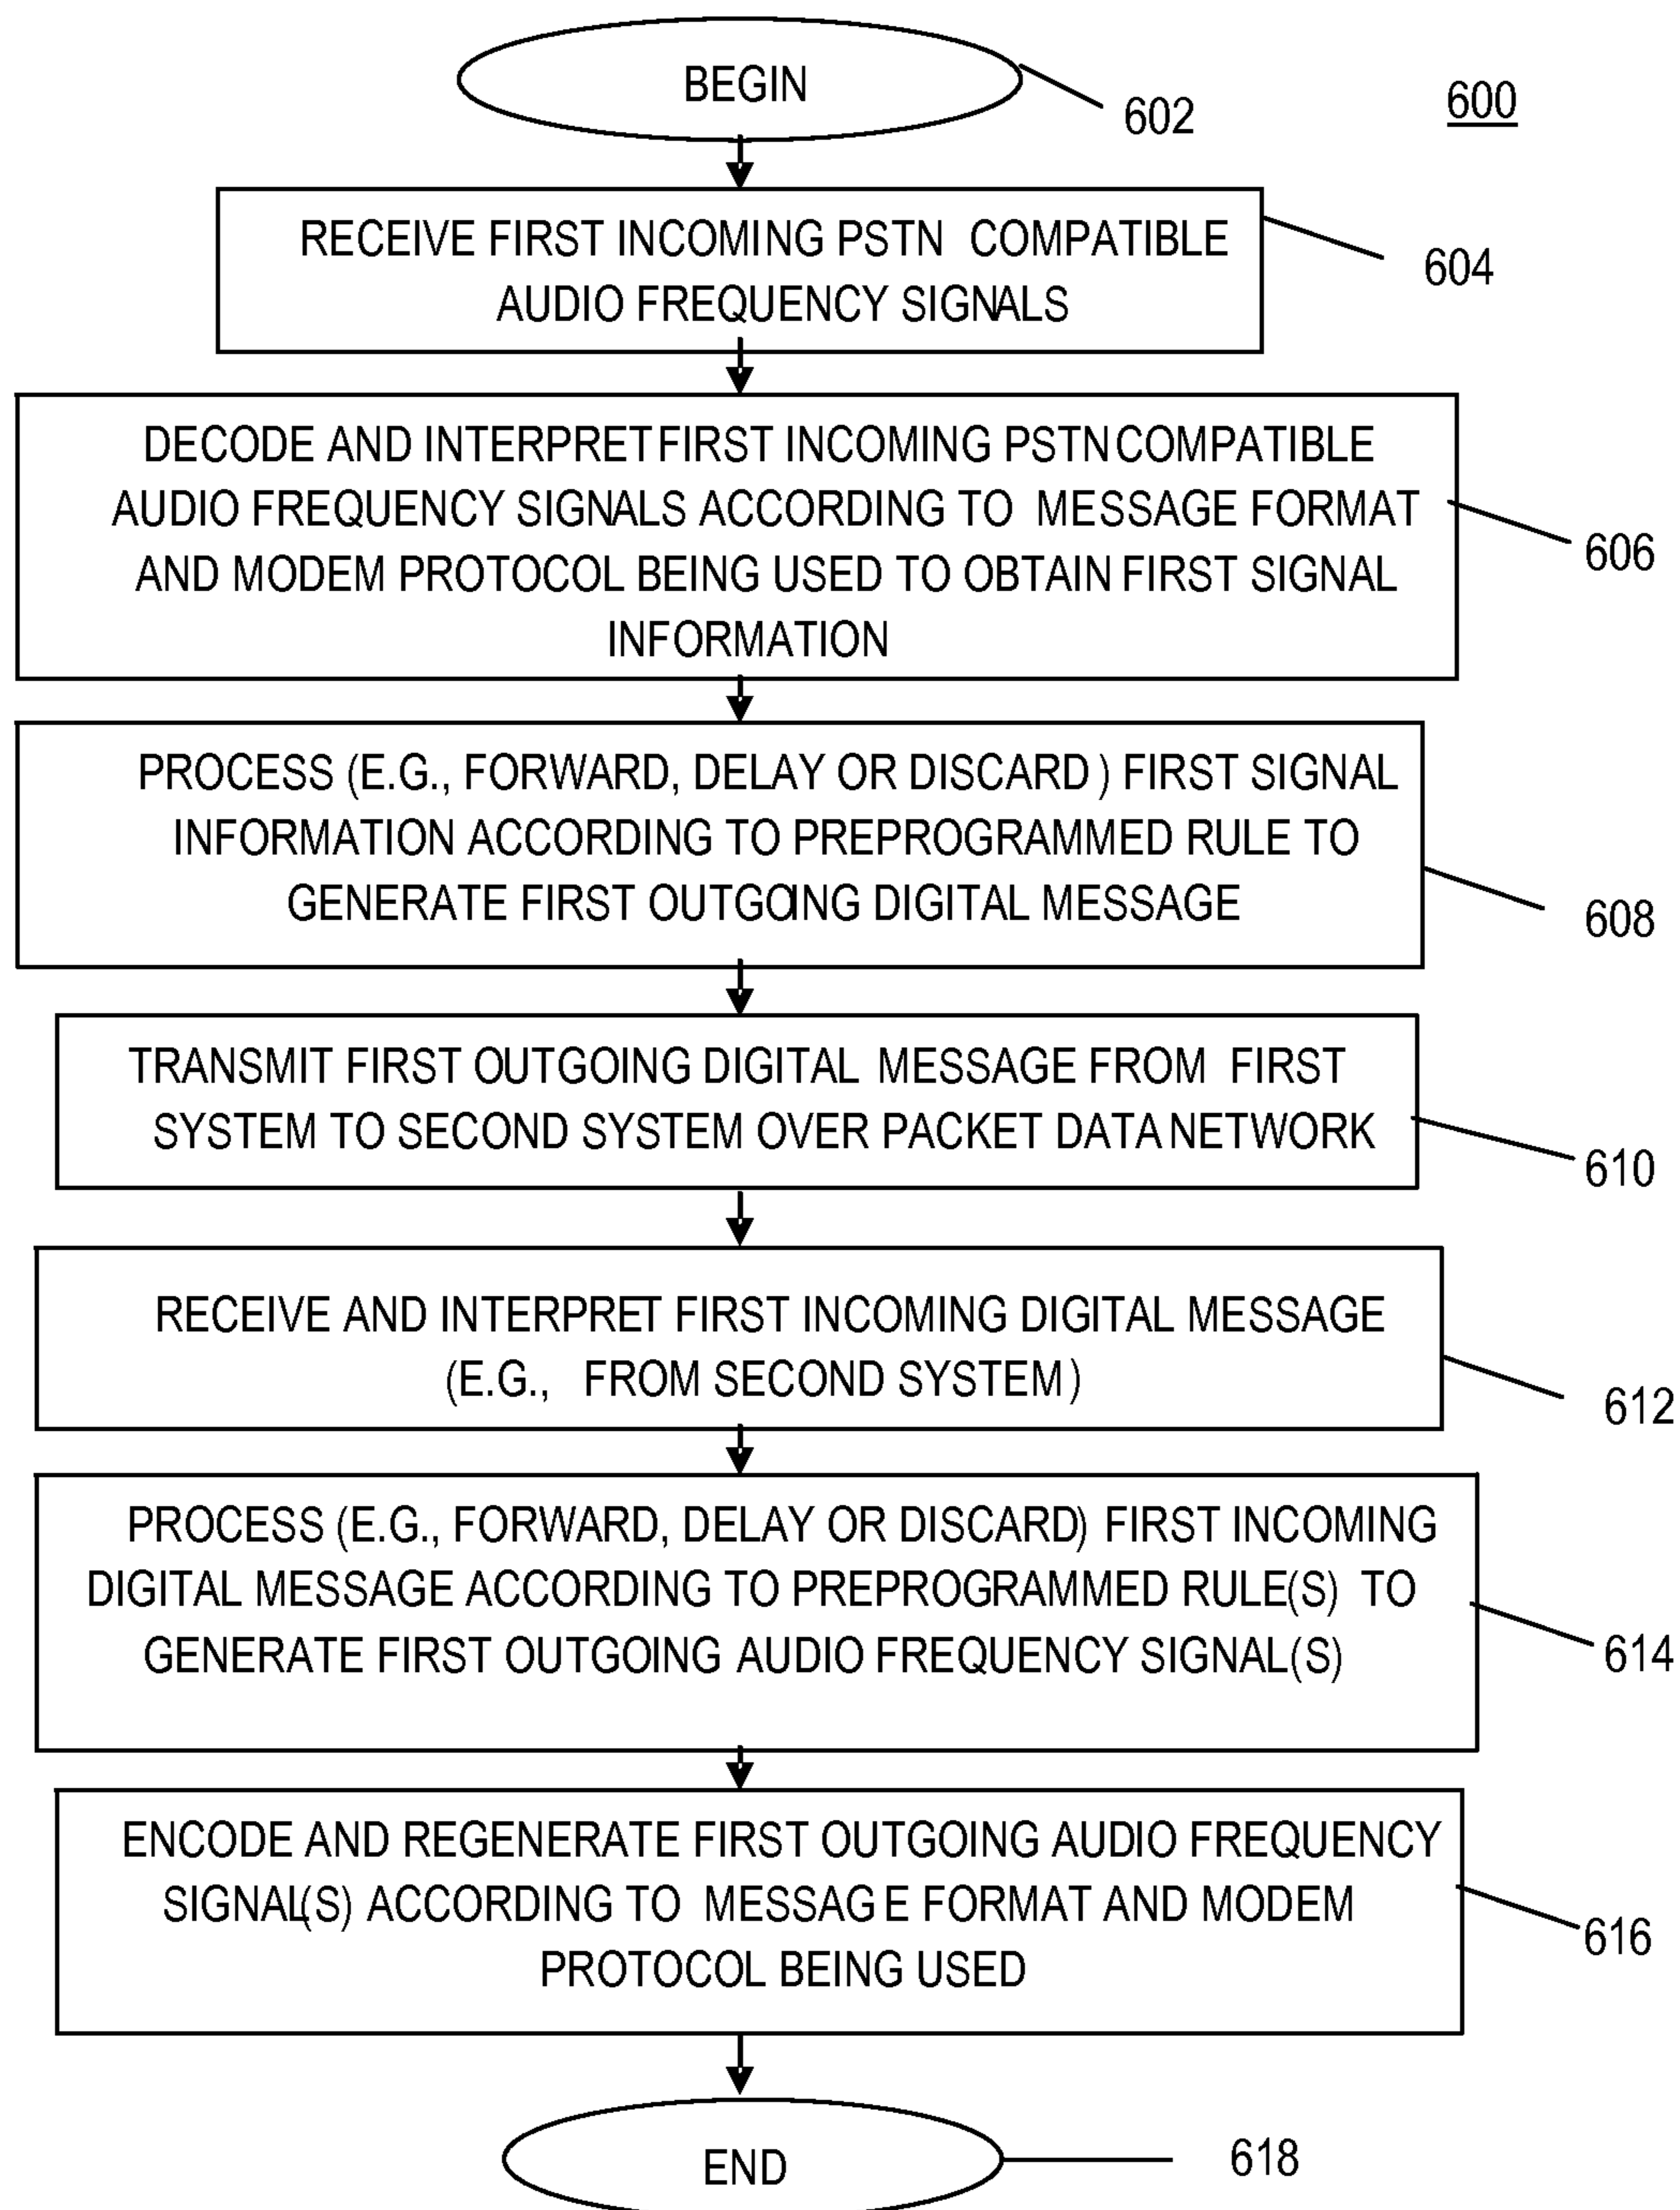 BEGIN
602
600
RECEIVE FIRST INCOMING PSTN COMPATIBLE
AUDIO FREQUENCY SIGNALS
604
DECODE AND INTERPRET FIRST INCOMING PSTN COMPATIBLE
AUDIO FREQUENCY SIGNALS ACCORDING TO MESSAGE FORMAT
AND MODEM PROTOCOL BEING USED TO OBTAIN FIRST SIGNAL
INFORMATION
606
PROCESS (E.G., FORWARD, DELAY OR DISCARD ) FIRST SIGNAL
INFORMATION ACCORDING TO PREPROGRAMMED RULE TO
GENERATE FIRST OUTGOING DIGITAL MESSAGE
608
TRANSMIT FIRST OUTGOING DIGITAL MESSAGE FROM FIRST
SYSTEM TO SECOND SYSTEM OVER PACKET DATA NETWORK
610
RECEIVE AND INTERPRET FIRST INCOMING DIGITAL MESSAGE
(E.G., FROM SECOND SYSTEM )
612
PROCESS (E.G., FORWARD, DELAY OR DISCARD) FIRST INCOMING
DIGITAL MESSAGE ACCORDING TO PREPROGRAMMED RULE(S) TO
GENERATE FIRST OUTGOING AUDIO FREQUENCY SIGNAL(S)
614
ENCODE AND REGENERATE FIRST OUTGOING AUDIO FREQUENCY
SIGNAL(S) ACCORDING TO MESSAGE FORMAT AND MODEM
PROTOCOL BEING USED
616
END
618